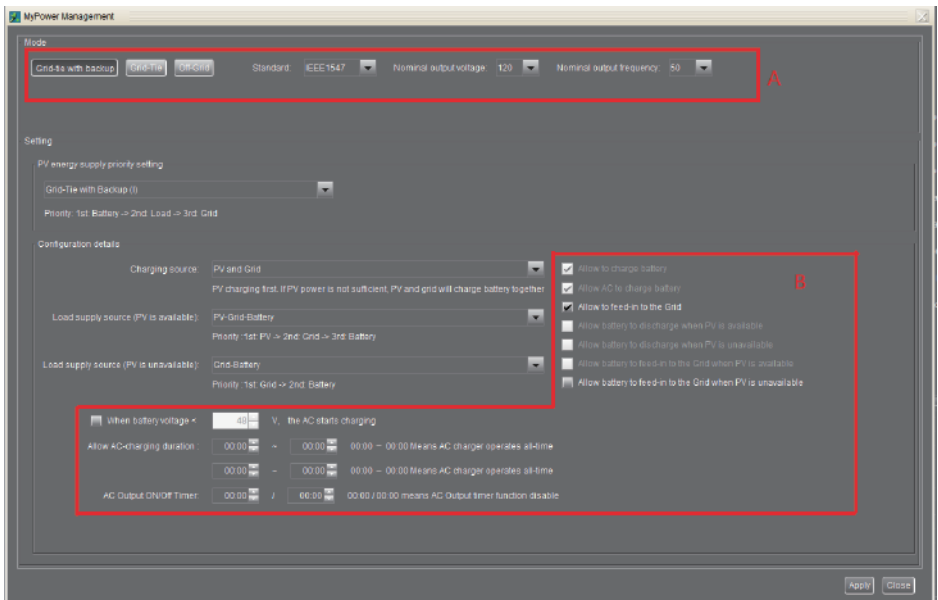 MyPower Management
Mode
Grid-tie with backup Grid-Tie Off-Grid Standard: IEEE1547 Nominal output voltage: 120 Nominal output frequency: 60
A
Setting
PV energy supply priority setting
Grid-Tie with Backup (I)
Priority: 1st: Battery -> 2nd: Load -> 3rd: Grid
Configuration details
Charging source: PV and Grid
PV charging first. If PV power is not sufficient, PV and grid will charge battery together
Load supply source (PV is available): PV-Grid-Battery
Priority :1st: PV -> 2nd: Grid -> 3rd: Battery
Load supply source (PV is unavailable): Grid-Battery
Priority :1st: Grid -> 2nd: Battery
B
Allow to charge battery
Allow AC to charge battery
Allow to feed-in to the Grid
Allow battery to discharge when PV is available
Allow battery to discharge when PV is unavailable
Allow battery to feed-in to the Grid when PV is available
Allow battery to feed-in to the Grid when PV is unavailable
When battery voltage < 40 V, the AC starts charging
Allow AC-charging duration : 00:00 ~ 00:00 00:00 ~ 00:00 Means AC charger operates all-time
00:00 ~ 00:00 00:00 ~ 00:00 Means AC charger operates all-time
AC Output ON/Off Timer: 00:00 / 00:00 00:00 / 00:00 means AC Output timer function disable
Apply Close